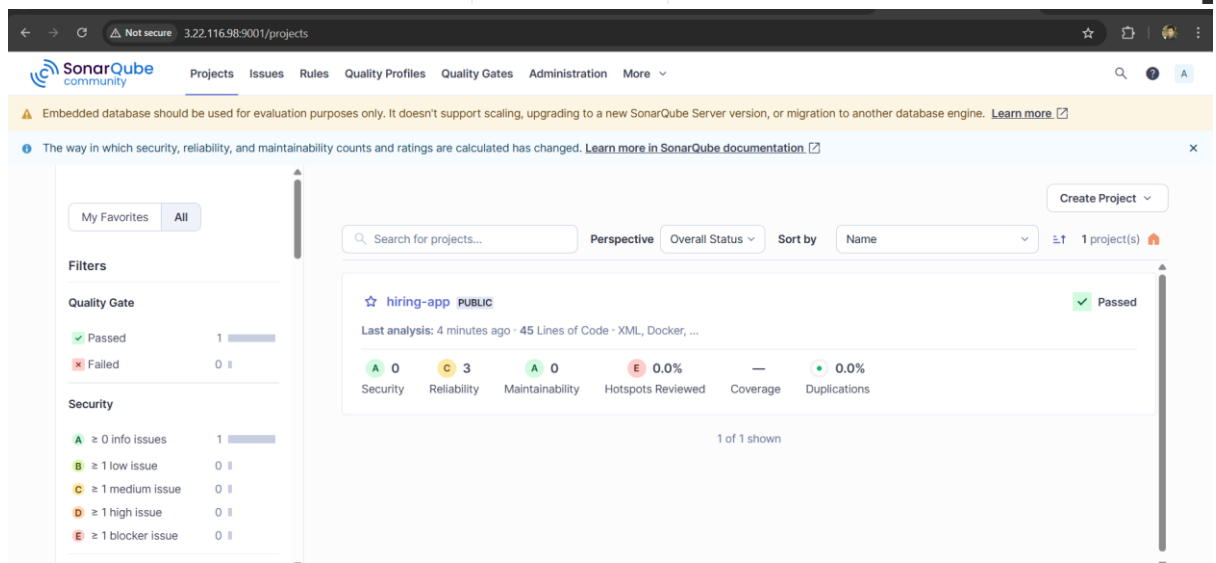 Not secure 3.22.116.98:9001/projects
SonarQube community Projects Issues Rules Quality Profiles Quality Gates Administration More A
Embedded database should be used for evaluation purposes only. It doesn't support scaling, upgrading to a new SonarQube Server version, or migration to another database engine. Learn more
The way in which security, reliability, and maintainability counts and ratings are calculated has changed. Learn more in SonarQube documentation
My Favorites All
Filters
Quality Gate
Passed 1
Failed 0
Security
A ≥ 0 info issues 1
B ≥ 1 low issue 0
C ≥ 1 medium issue 0
D ≥ 1 high issue 0
E ≥ 1 blocker issue 0
Create Project
Search for projects... Perspective Overall Status Sort by Name 1 project(s)
hiring-app PUBLIC Passed
Last analysis: 4 minutes ago · 45 Lines of Code · XML, Docker, ...
A 0 C 3 A 0 E 0.0% — 0.0%
Security Reliability Maintainability Hotspots Reviewed Coverage Duplications
1 of 1 shown